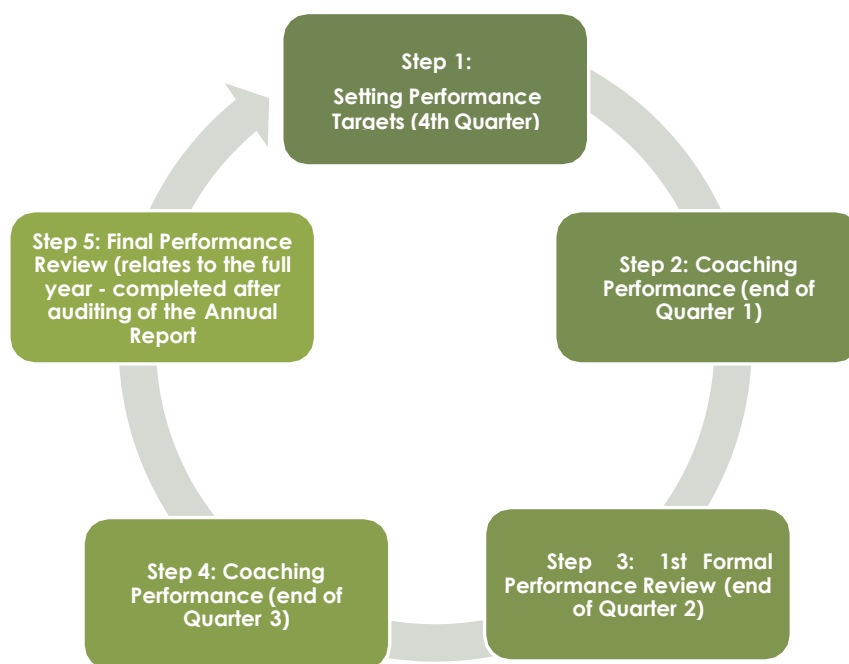 Step 1:
Setting Performance
Targets (4th Quarter)
Step 2: Coaching
Performance (end of
Quarter 1)
Step 3: 1st Formal
Performance Review (end
of Quarter 2)
Step 4: Coaching
Performance (end of
Quarter 3)
Step 5: Final Performance
Review (relates to the full
year - completed after
auditing of the Annual
Report